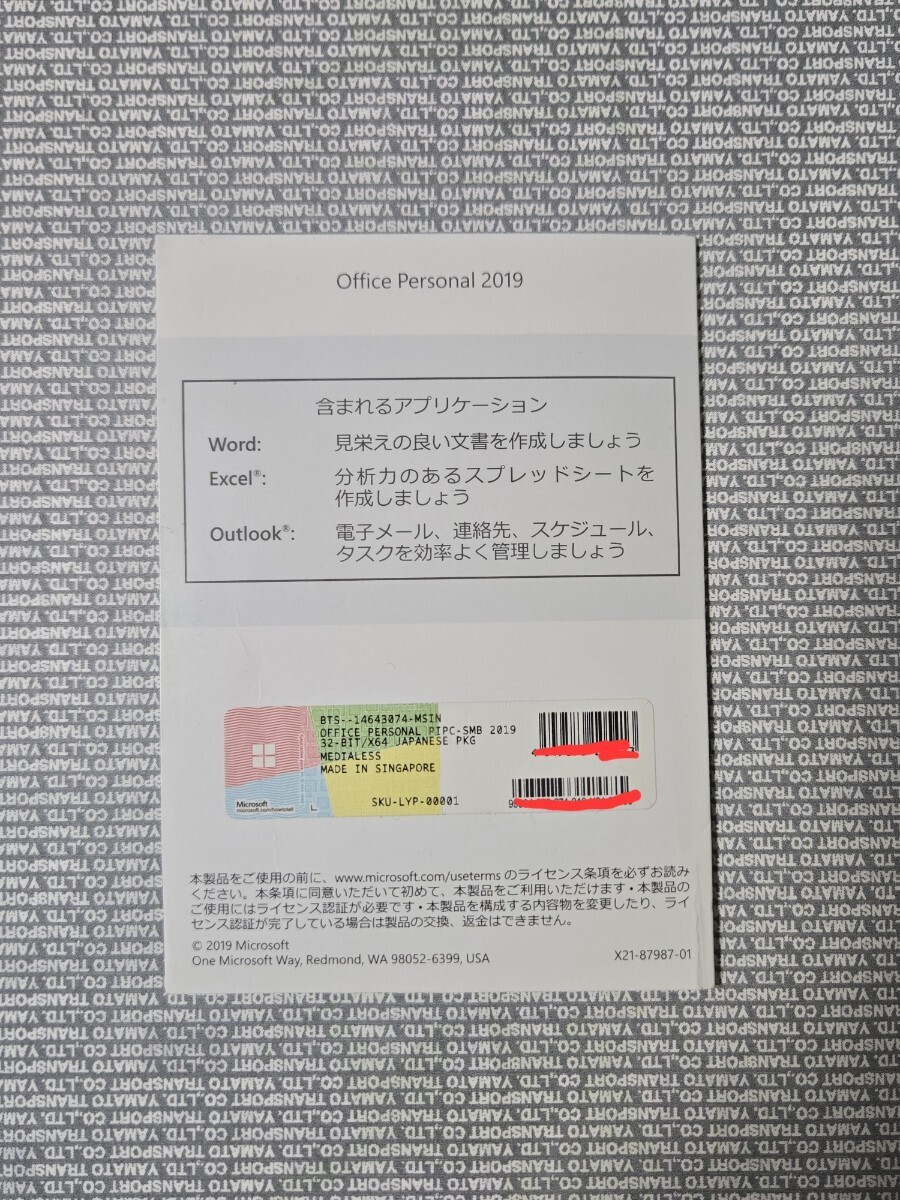 Office Personal 2019
含まれるアプリケーション
Word: 見栄えの良い文書を作成しましょう
Excel®: 分析力のあるスプレッドシートを
作成しましょう
Outlook®: 電子メール、連絡先、スケジュール、
タスクを効率よく管理しましょう
BTS--14643074-MSIN
OFFICE PERSONAL PIPC-SMB 2019
32-BIT/X64 JAPANESE PKG
MEDIALESS
MADE IN SINGAPORE
SKU-LYP-00001
Microsoft
microsoft.com/howtotell
L
本製品をご使用の前に、www.microsoft.com/useterms のライセンス条項を必ずお読み
ください。本条項に同意いただいて初めて、本製品をご利用いただけます • 本製品の
ご使用にはライセンス認証が必要です • 本製品を構成する内容物を変更したり、ライ
センス認証が完了している場合は製品の交換、返金はできません。
© 2019 Microsoft
One Microsoft Way, Redmond, WA 98052-6399, USA
X21-87987-01
YAMATO TRANSPORT CO.,LTD.